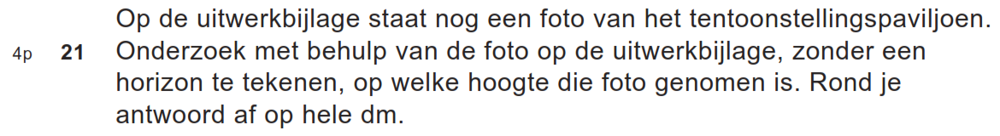 Op de uitwerkbijlage staat nog een foto van het tentoonstellingspaviljoen.
4p 21 Onderzoek met behulp van de foto op de uitwerkbijlage, zonder een
horizon te tekenen, op welke hoogte die foto genomen is. Rond je
antwoord af op hele dm.